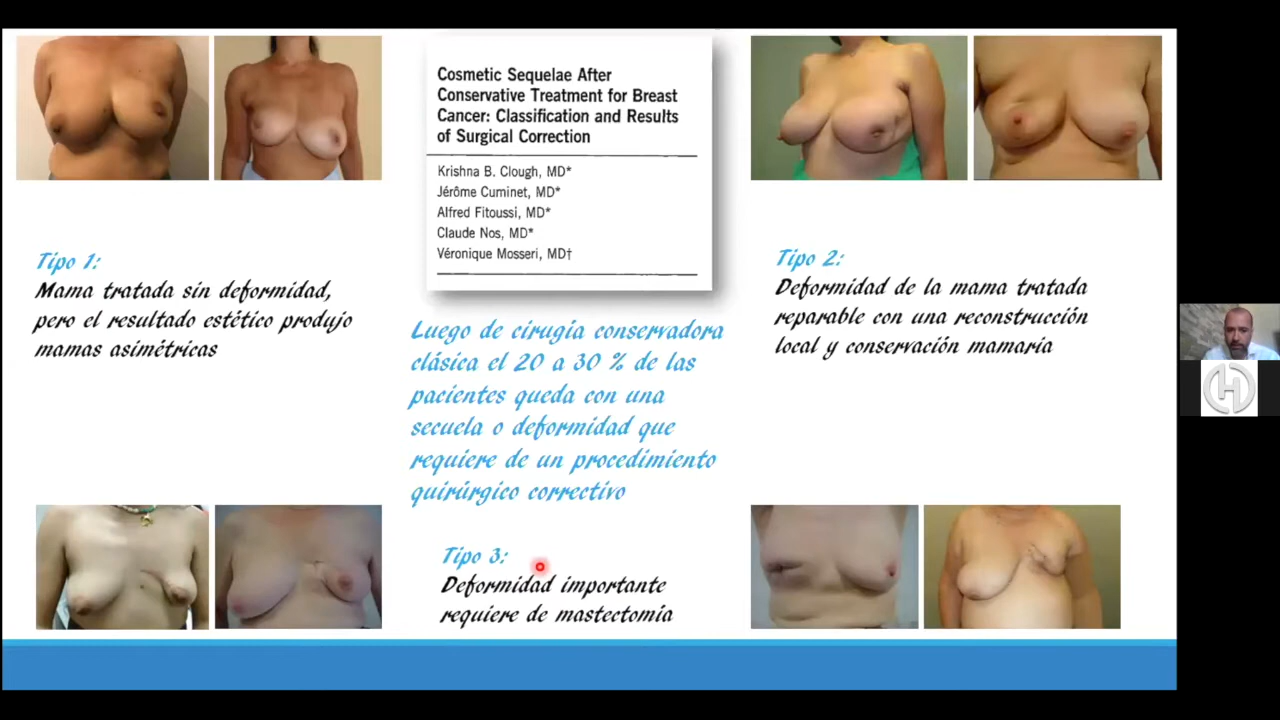 Cosmetic Sequelae After
Conservative Treatment for Breast
Cancer: Classification and Results
of Surgical Correction
Krishna B. Clough, MD*
Jérôme Cuminet, MD*
Alfred Fitoussi, MD*
Claude Nos, MD*
Véronique Mosseri, MD†
Tipo 1:
Mama tratada sin deformidad,
pero el resultado estético produjo
mamas asimétricas
Tipo 2:
Deformidad de la mama tratada
reparable con una reconstrucción
local y conservación mamaria
Luego de cirugía conservadora
clásica el 20 a 30 % de las
pacientes queda con una
secuela o deformidad que
requiere de un procedimiento
quirúrgico correctivo
Tipo 3:
Deformidad importante
requiere de mastectomía